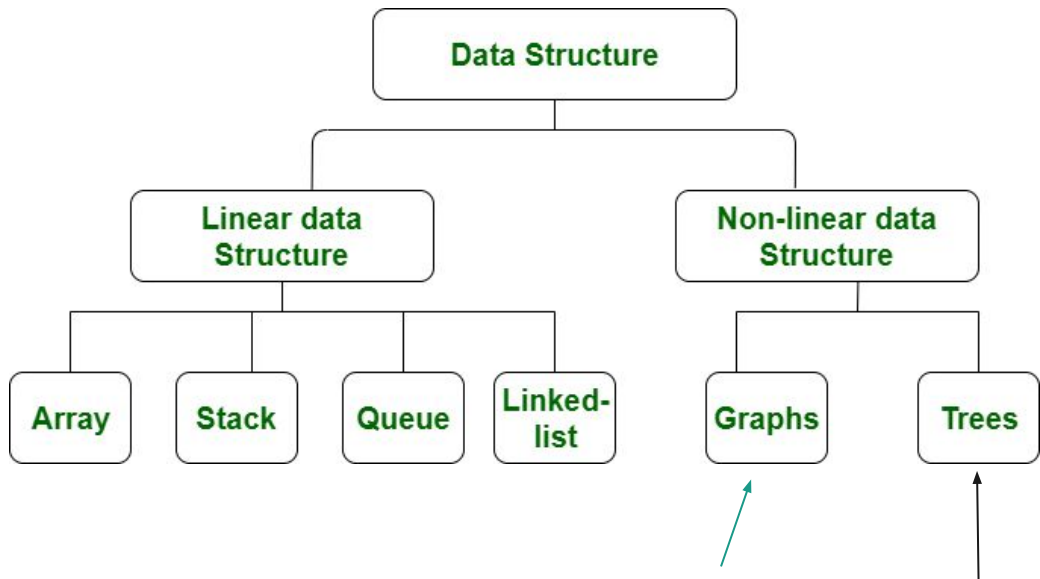 Data Structure
Linear data
Structure
Non-linear data
Structure
Array
Stack
Queue
Linked-
list
Graphs
Trees